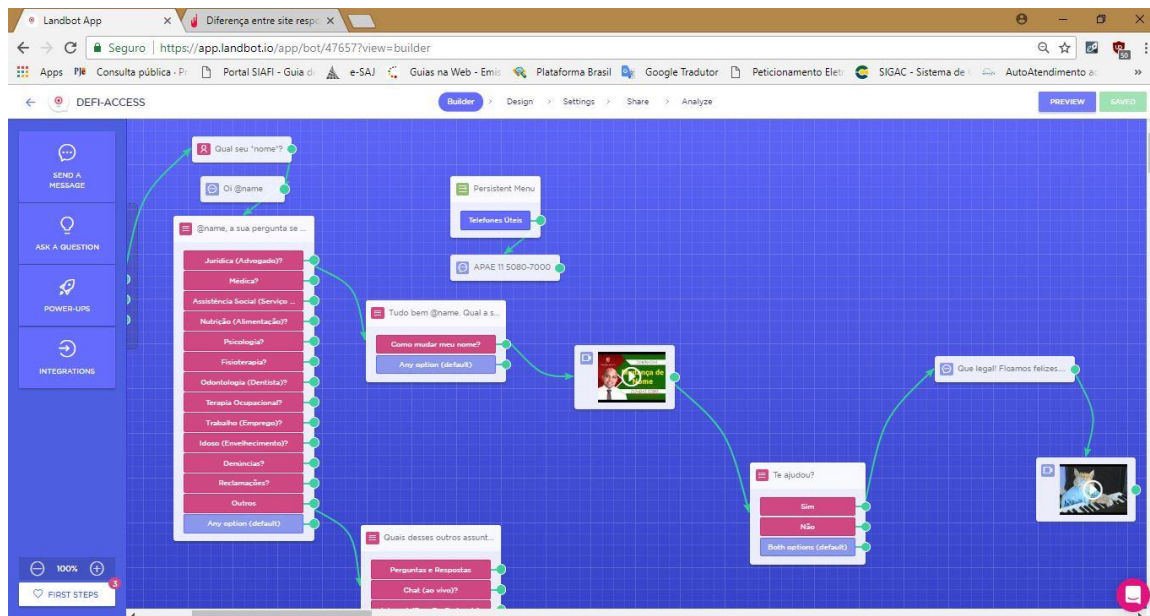 Landbot App
Diferença entre site respo
Seguro | https://app.landbot.io/app/bot/47657?view=builder
Apps
Consulta pública · Pr
Portal SIAFI - Guia d
e-SAJ
Guias na Web - Emis
Plataforma Brasil
Google Tradutor
Peticionamento Elet
SIGAC - Sistema de
AutoAtendimento a
DEFI-ACCESS
Builder > Design > Settings > Share > Analyze
PREVIEW
SAVED
SEND A
MESSAGE
ASK A QUESTION
POWER-UPS
INTEGRATIONS
100%
FIRST STEPS
3
Qual seu "nome"?
Oi @name
@name, a sua pergunta se ...
Jurídica (Advogado)?
Médica?
Assistência Social (Serviço ...
Nutrição (Alimentação)?
Psicologia?
Fisioterapia?
Odontologia (Dentista)?
Terapia Ocupacional?
Trabalho (Emprego)?
Idoso (Envelhecimento)?
Denúncias?
Reclamações?
Outros
Any option (default)
Persistent Menu
Telefones Úteis
APAE 11 5080-7000
Tudo bem @name. Qual a s...
Como mudar meu nome?
Any option (default)
Quais desses outros assunt...
Perguntas e Respostas
Chat (ao vivo)?
Te ajudou?
Sim
Não
Both options (default)
Que legal! Ficamos felizes...